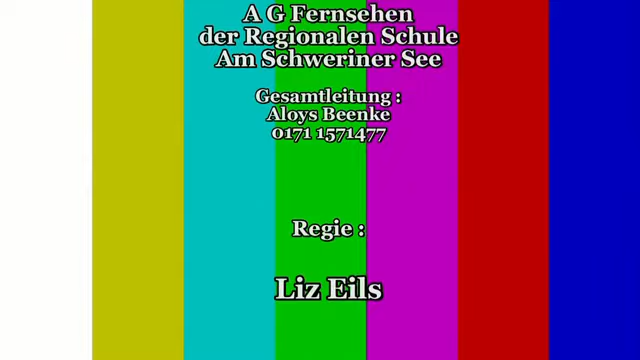 A G Fernsehen
der Regionalen Schule
Am Schweriner See
Gesamtleitung :
Aloys Beenke
0171 1571477
Regie :
Liz Eils